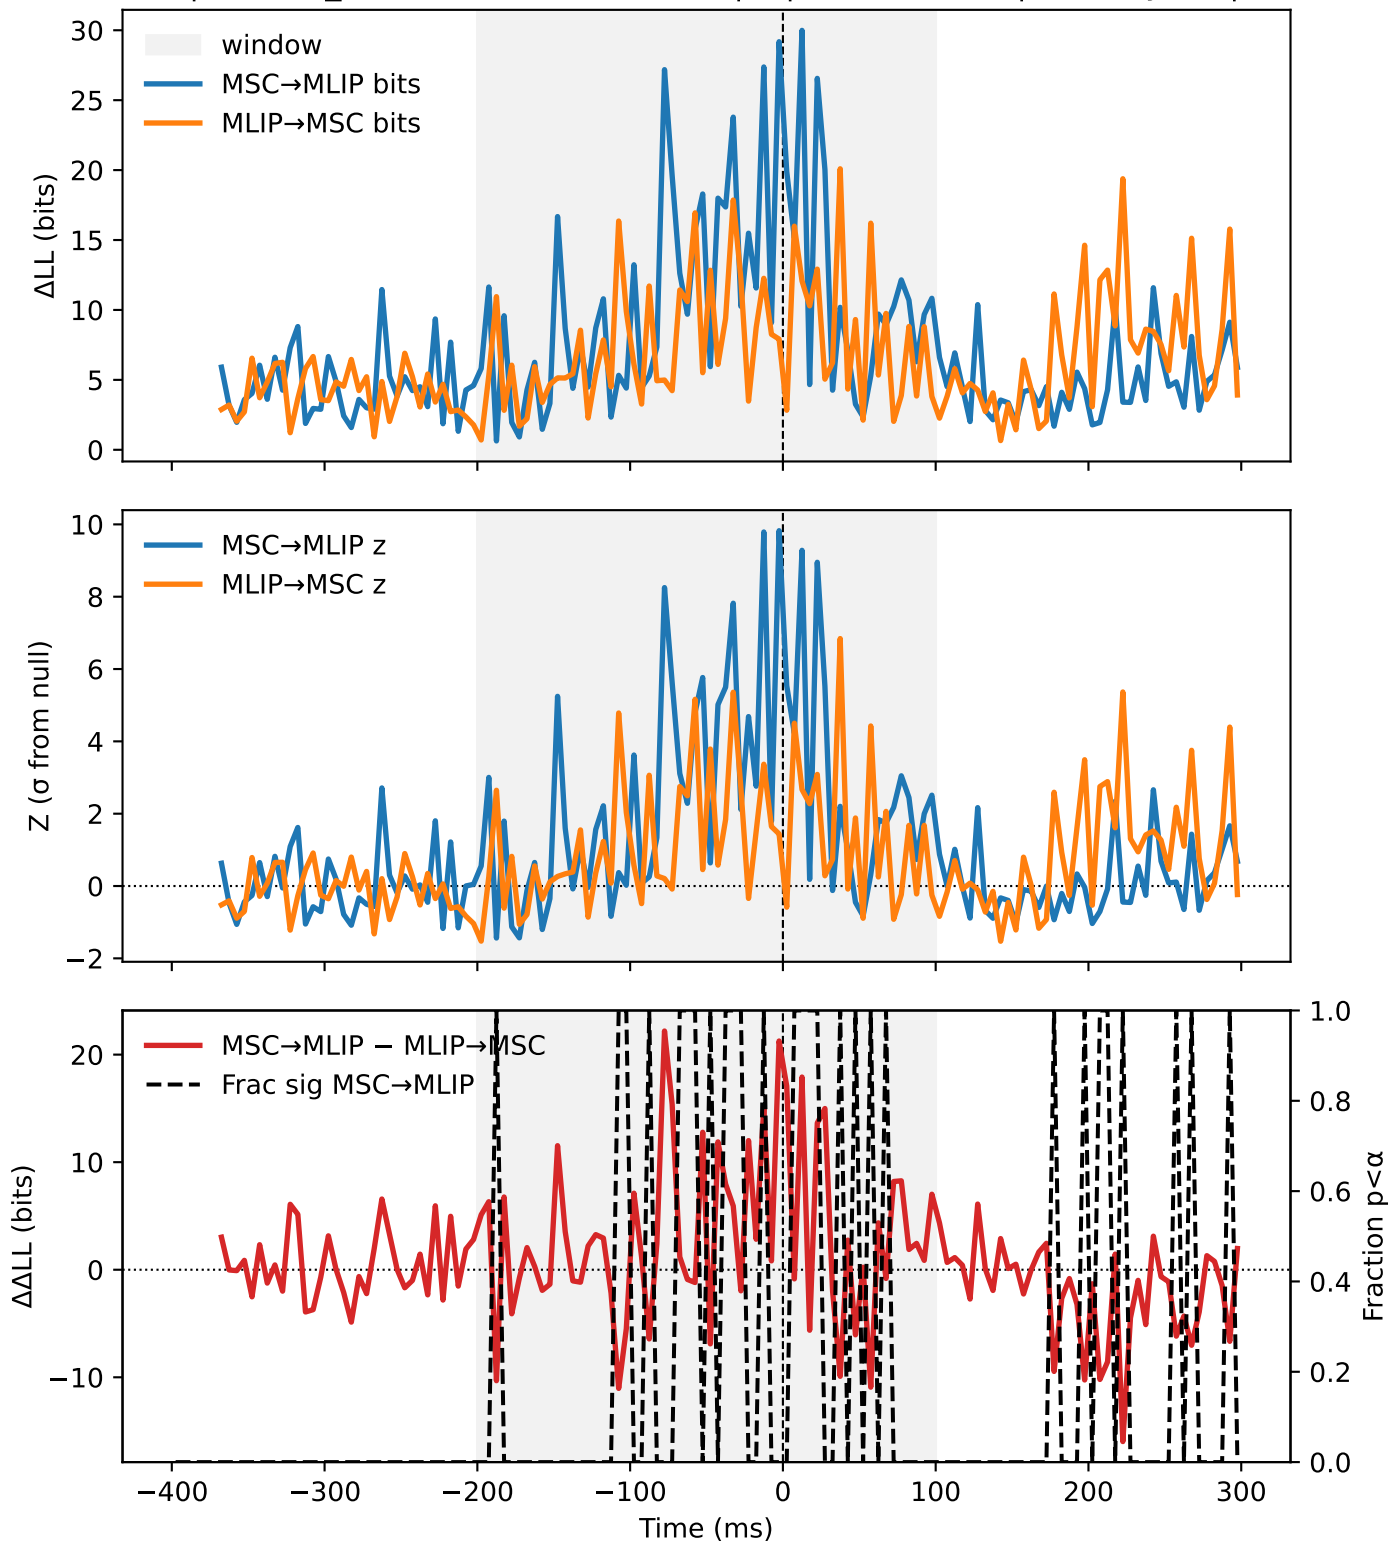 30
25
20
15
10
5
0
ΔLL (bits)
window
MSC→MLIP bits
MLIP→MSC bits
10
8
6
4
2
0
−2
Z (σ from null)
MSC→MLIP z
MLIP→MSC z
20
10
0
−10
ΔΔLL (bits)
MSC→MLIP − MLIP→MSC
Frac sig MSC→MLIP
1.0
0.8
0.6
0.4
0.2
0.0
Fraction p<α
−400 −300 −200 −100 0 100 200 300
Time (ms)